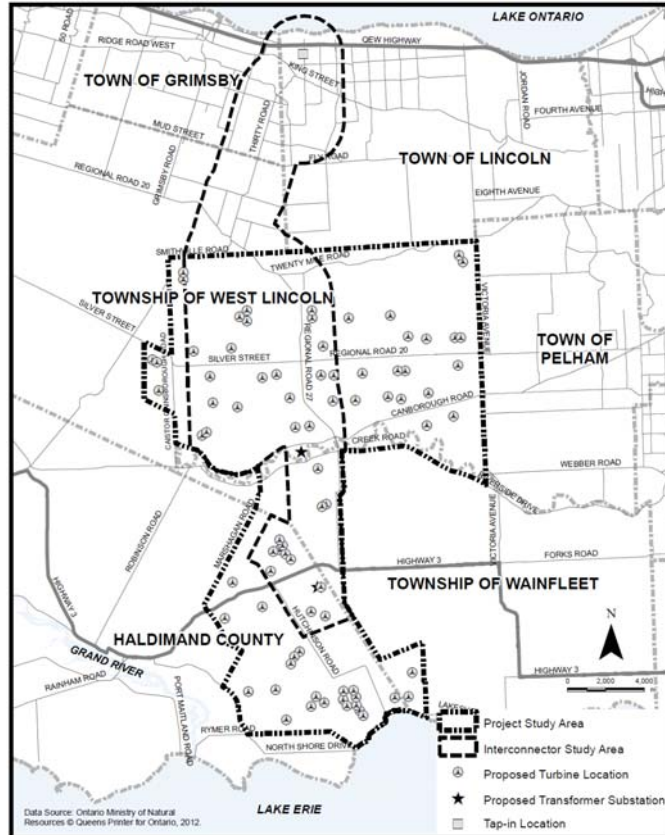 LAKE ONTARIO
50 ROAD
RIDGE ROAD WEST
QEW HIGHWAY
TOWN OF GRIMSBY
KING STREET
JORDAN ROAD
FOURTH AVENUE
THIRTY ROAD
MUD STREET
FLY ROAD
TOWN OF LINCOLN
REGIONAL ROAD 20
GRIMSBY ROAD
EIGHTH AVENUE
SMITHVILLE ROAD
TWENTY MILE ROAD
TOWNSHIP OF WEST LINCOLN
VICTORIA AVENUE
SILVER STREET
TOWN OF
PELHAM
REGIONAL ROAD 27
SILVER STREET
REGIONAL ROAD 20
CANBOROUGH ROAD
CREEK ROAD
WEBBER ROAD
ROBINSON ROAD
MARSHAGAN ROAD
VICTORIA AVENUE
HIGHWAY 3
FORKS ROAD
HIGHWAY 3
TOWNSHIP OF WAINFLEET
N
HUTCHINSON ROAD
HALDIMAND COUNTY
GRAND RIVER
HIGHWAY 3
RAINHAM ROAD
PORT MAITLAND ROAD
0 2,000 4,000
RYMER ROAD
NORTH SHORE DRIVE
Project Study Area
Interconnector Study Area
Proposed Turbine Location
Proposed Transformer Substation
Tap-in Location
LAKE ERIE
Data Source: Ontario Ministry of Natural
Resources © Queens Printer for Ontario, 2012.